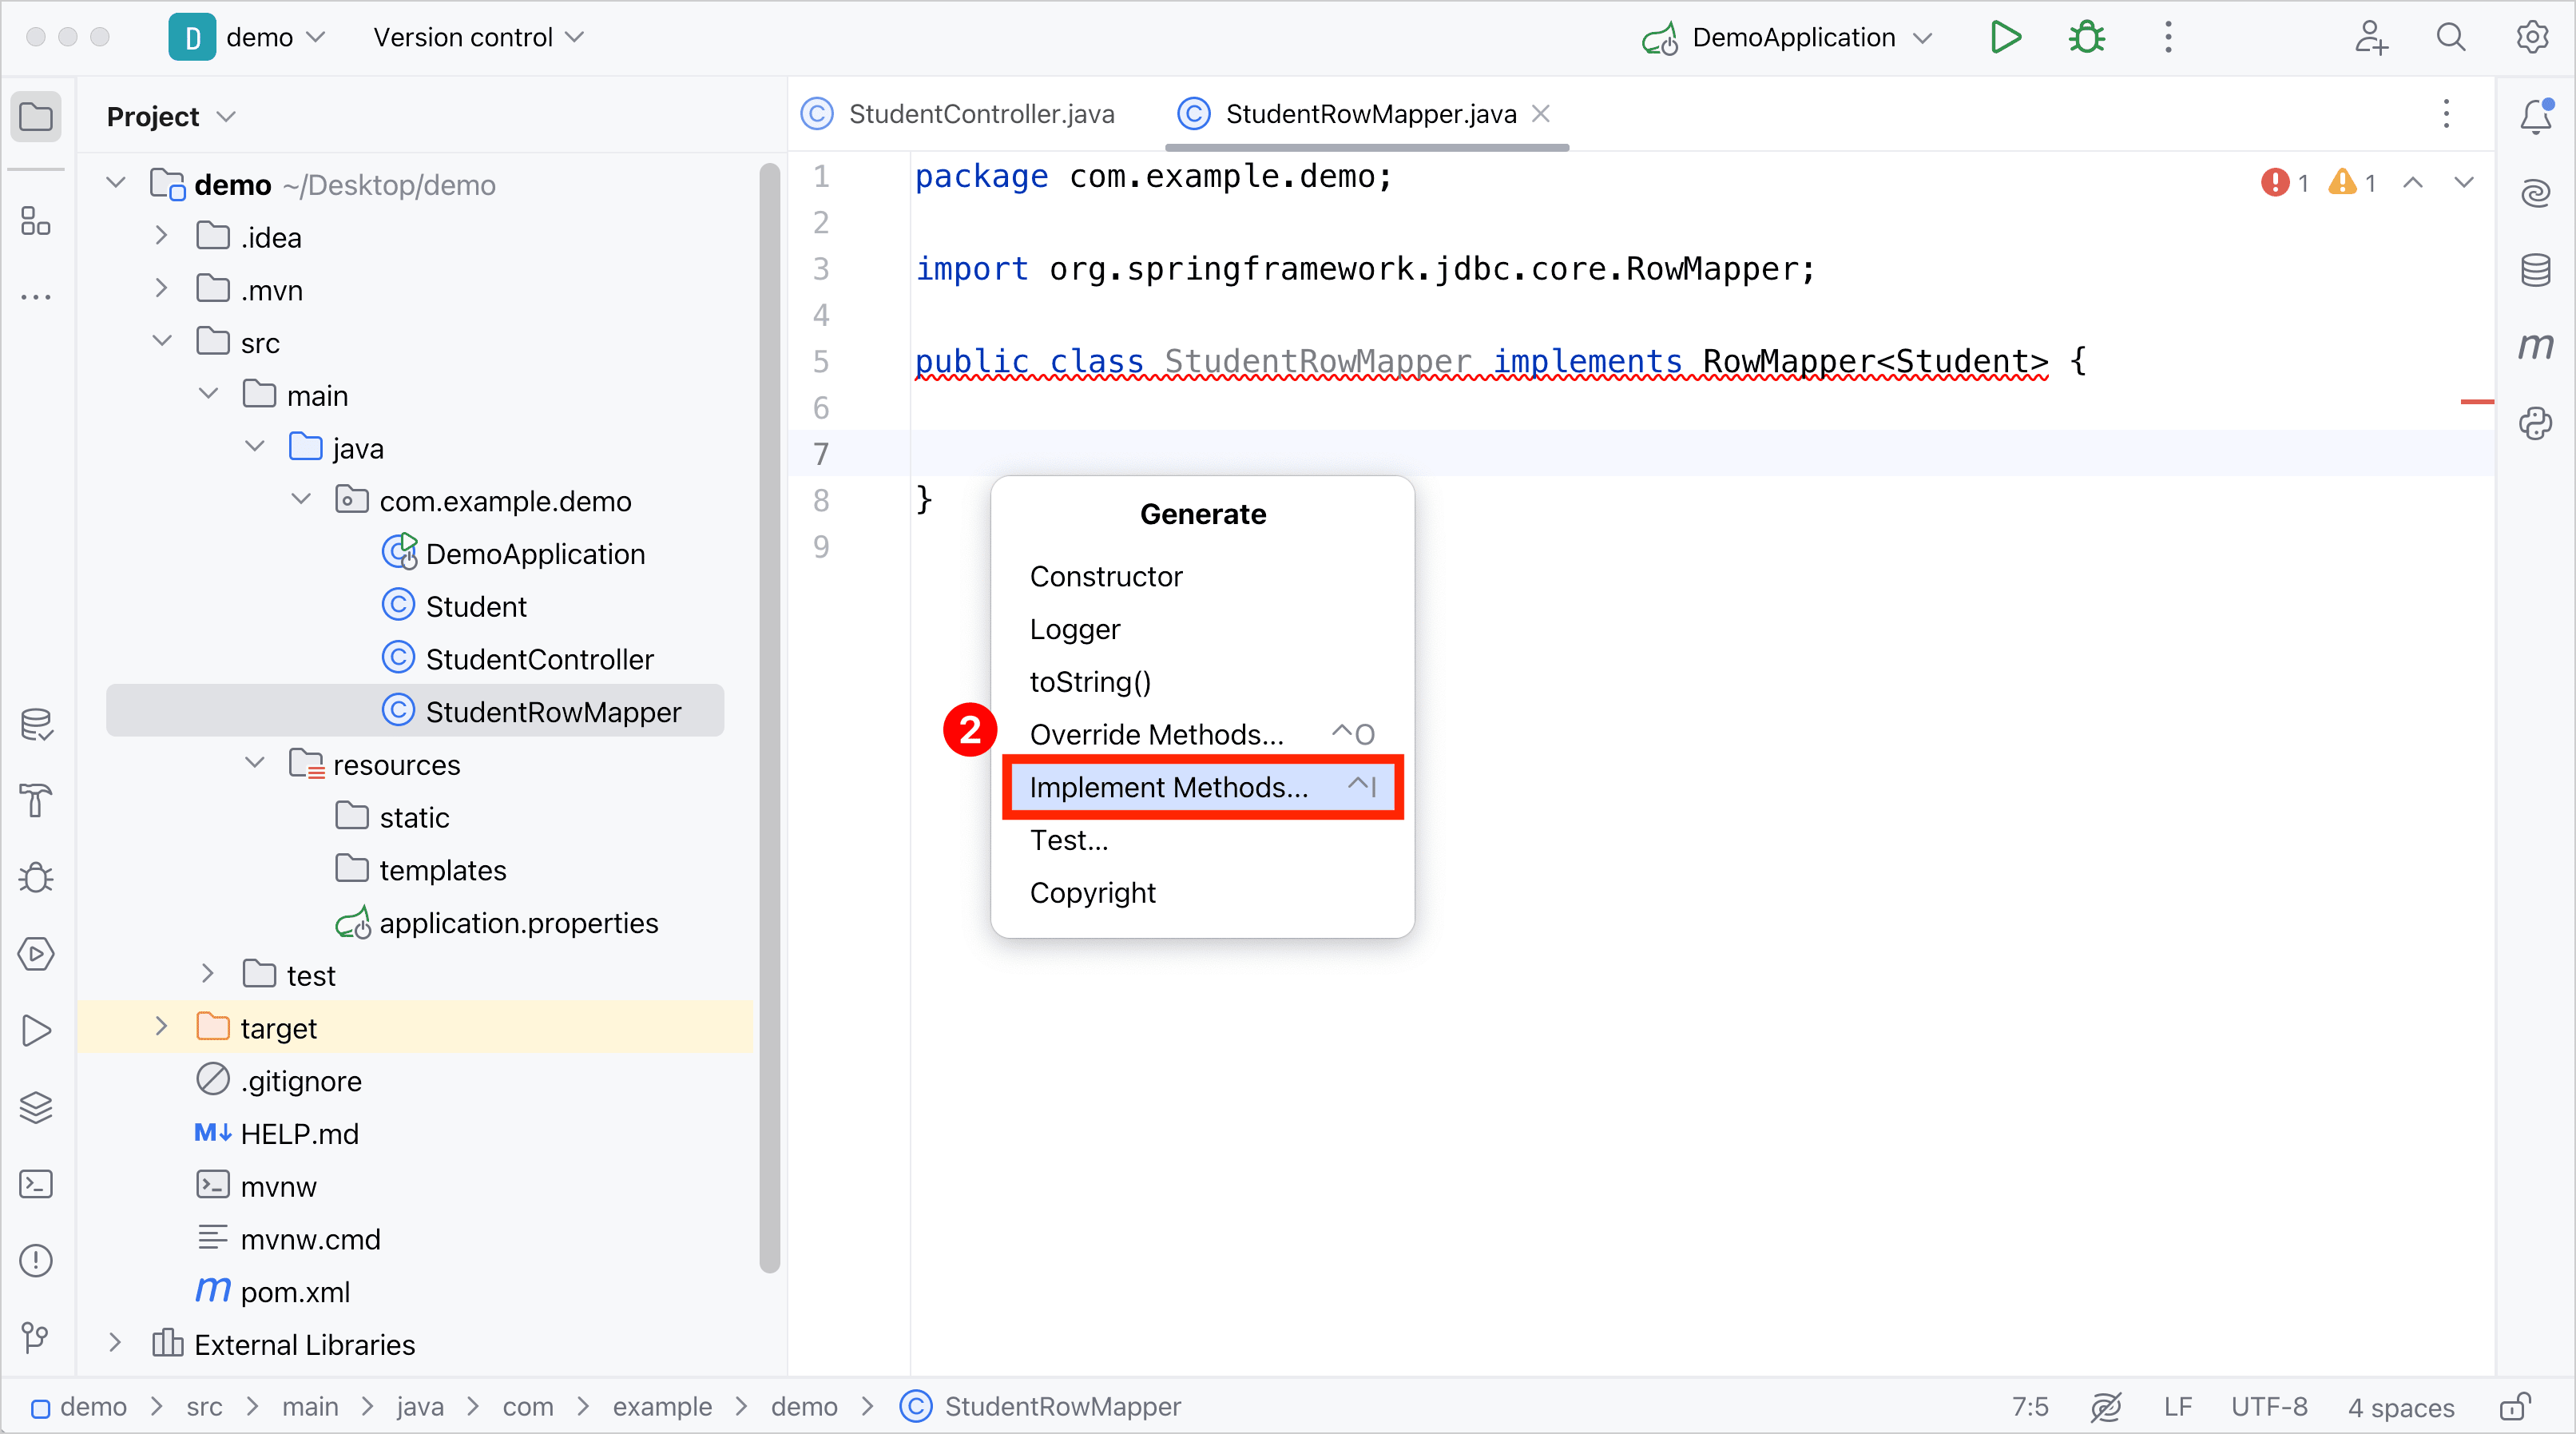 D demo Version control DemoApplication
Project
StudentController.java StudentRowMapper.java
demo ~/Desktop/demo
.idea
.mvn
src
main
java
com.example.demo
DemoApplication
C Student
C StudentController
C StudentRowMapper
resources
static
templates
application.properties
test
target
.gitignore
M↓ HELP.md
mvnw
mvnw.cmd
m pom.xml
External Libraries
1 package com.example.demo;
2
3 import org.springframework.jdbc.core.RowMapper;
4
5 public class StudentRowMapper implements RowMapper<Student> {
6
7
8 }
9
1 1
Generate
Constructor
Logger
toString()
Override Methods... ^O
2
Implement Methods... ^I
Test...
Copyright
m
demo > src > main > java > com > example > demo > C StudentRowMapper
7:5 LF UTF-8 4 spaces